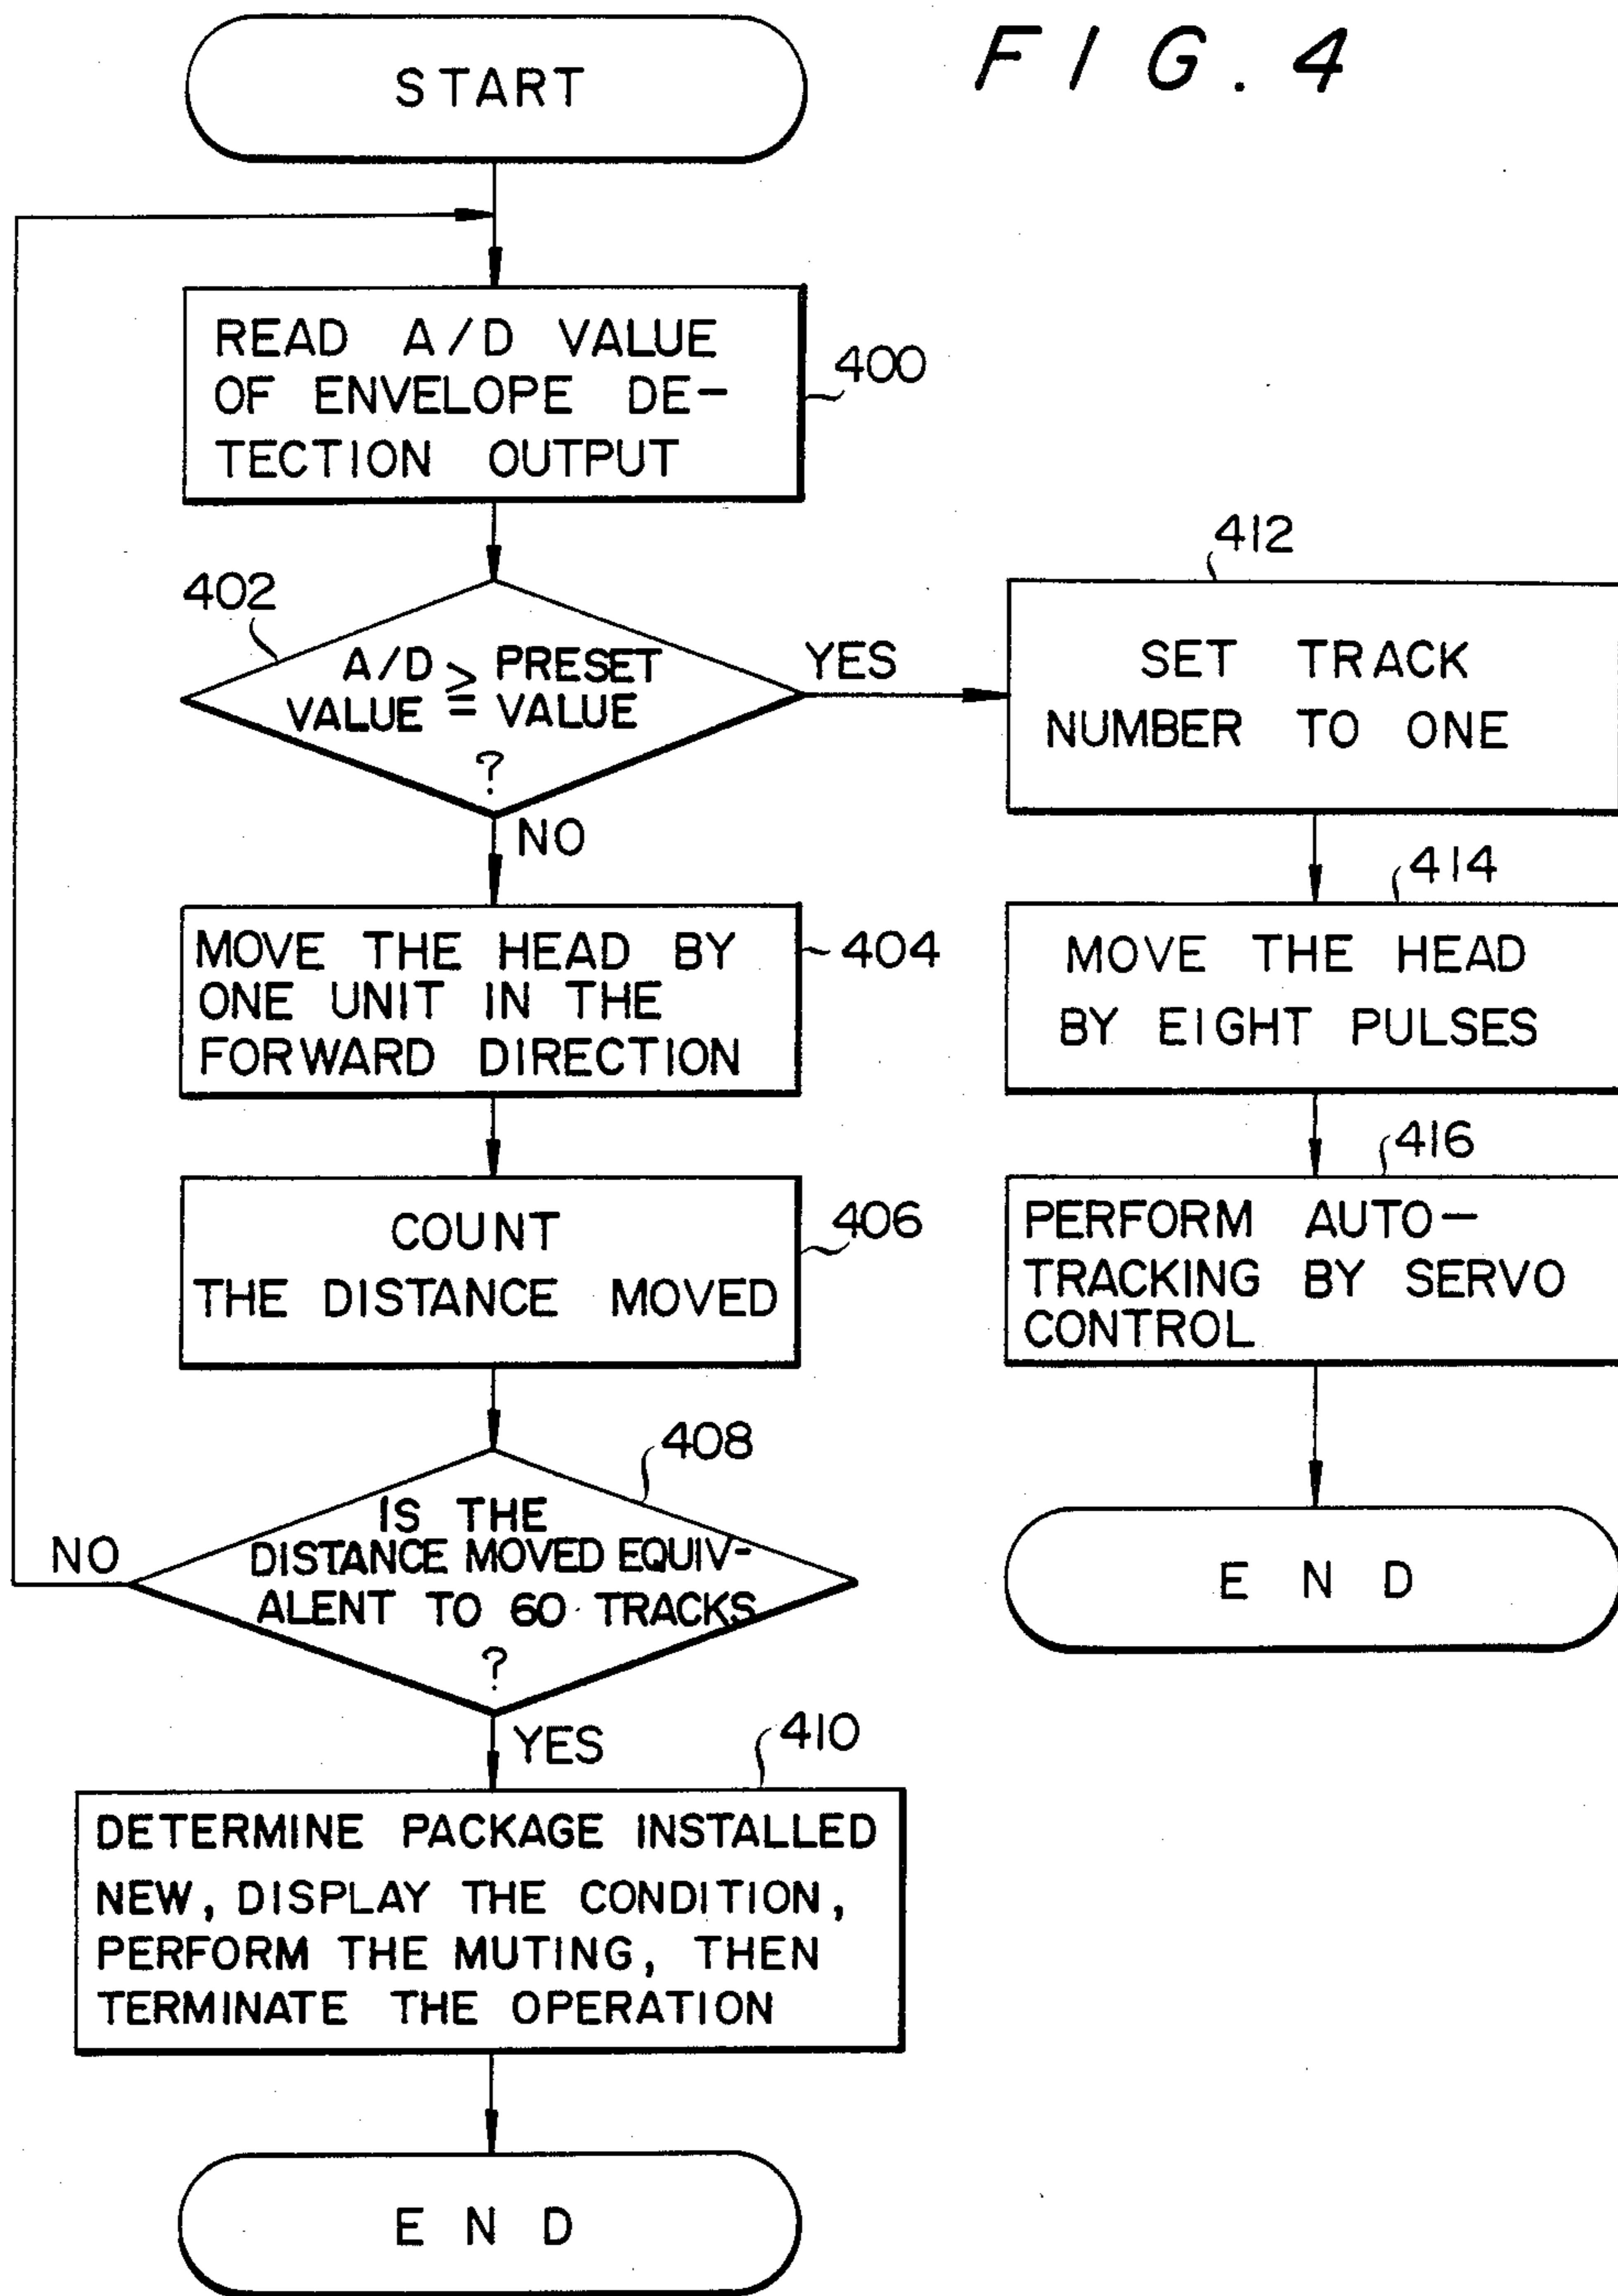 FIG. 4
START
READ A/D VALUE
OF ENVELOPE DE-
TECTION OUTPUT
400
402
A/D ≧ PRESET
VALUE VALUE
?
YES
NO
412
SET TRACK
NUMBER TO ONE
MOVE THE HEAD BY
ONE UNIT IN THE
FORWARD DIRECTION
404
414
MOVE THE HEAD
BY EIGHT PULSES
COUNT
THE DISTANCE MOVED
406
416
PERFORM AUTO-
TRACKING BY SERVO
CONTROL
408
IS THE
DISTANCE MOVED EQUIV-
ALENT TO 60 TRACKS
?
NO
YES
END
410
DETERMINE PACKAGE INSTALLED
NEW, DISPLAY THE CONDITION,
PERFORM THE MUTING, THEN
TERMINATE THE OPERATION
END